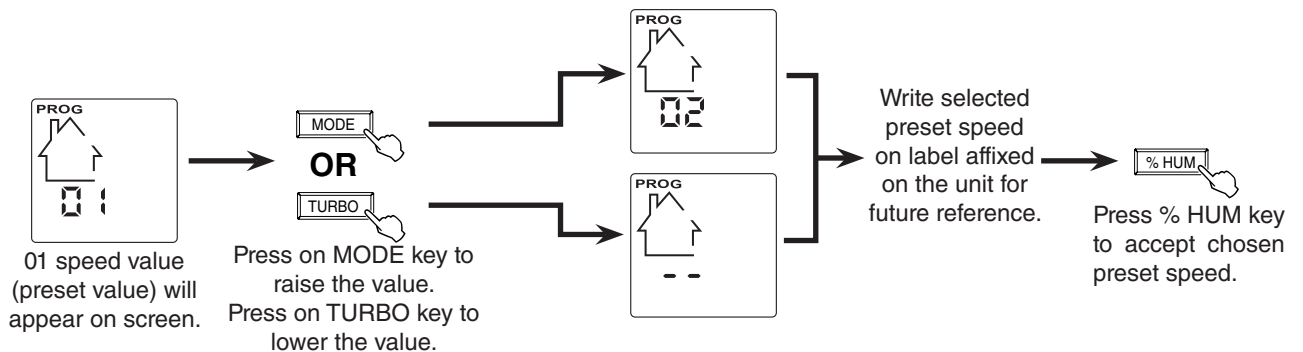 PROG
01
01 speed value
(preset value) will
appear on screen.
MODE
OR
TURBO
Press on MODE key to
raise the value.
Press on TURBO key to
lower the value.
PROG
02
PROG
--
Write selected
preset speed
on label affixed
on the unit for
future reference.
% HUM
Press % HUM key
to accept chosen
preset speed.